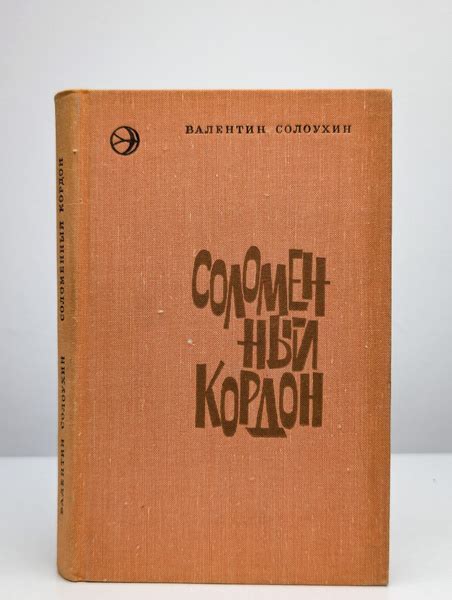 ВАЛЕНТИН СОЛОУХИН
СОЛОМЕН
НЫЙ
КОРДОН
ВАЛЕНТИН СОЛОУХИН СОЛОМЕННЫЙ КОРДОН